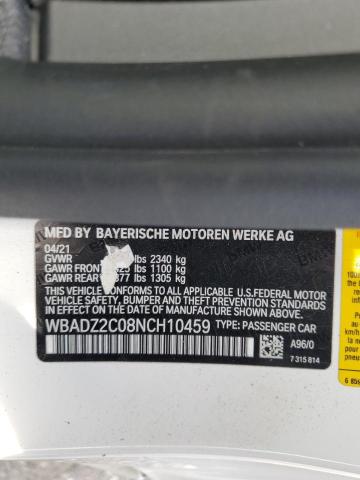 MFD BY BAYERISCHE MOTOREN WERKE AG
04/21
GVWR lbs 2340 kg
GAWR FRONT 25 lbs 1100 kg
GAWR REAR 877 lbs 1305 kg
THIS VEHICLE CONFORMS TO ALL APPLICABLE U.S.FEDERAL MOTOR
VEHICLE SAFETY,BUMPER,AND THEFT PREVENTION STANDARDS
IN EFFECT ON THE DATE OF MANUFACTURE SHOWN ABOVE.
WBADZ2C08NCH10459 TYPE: PASSENGER CAR
A96/0
7 315 814